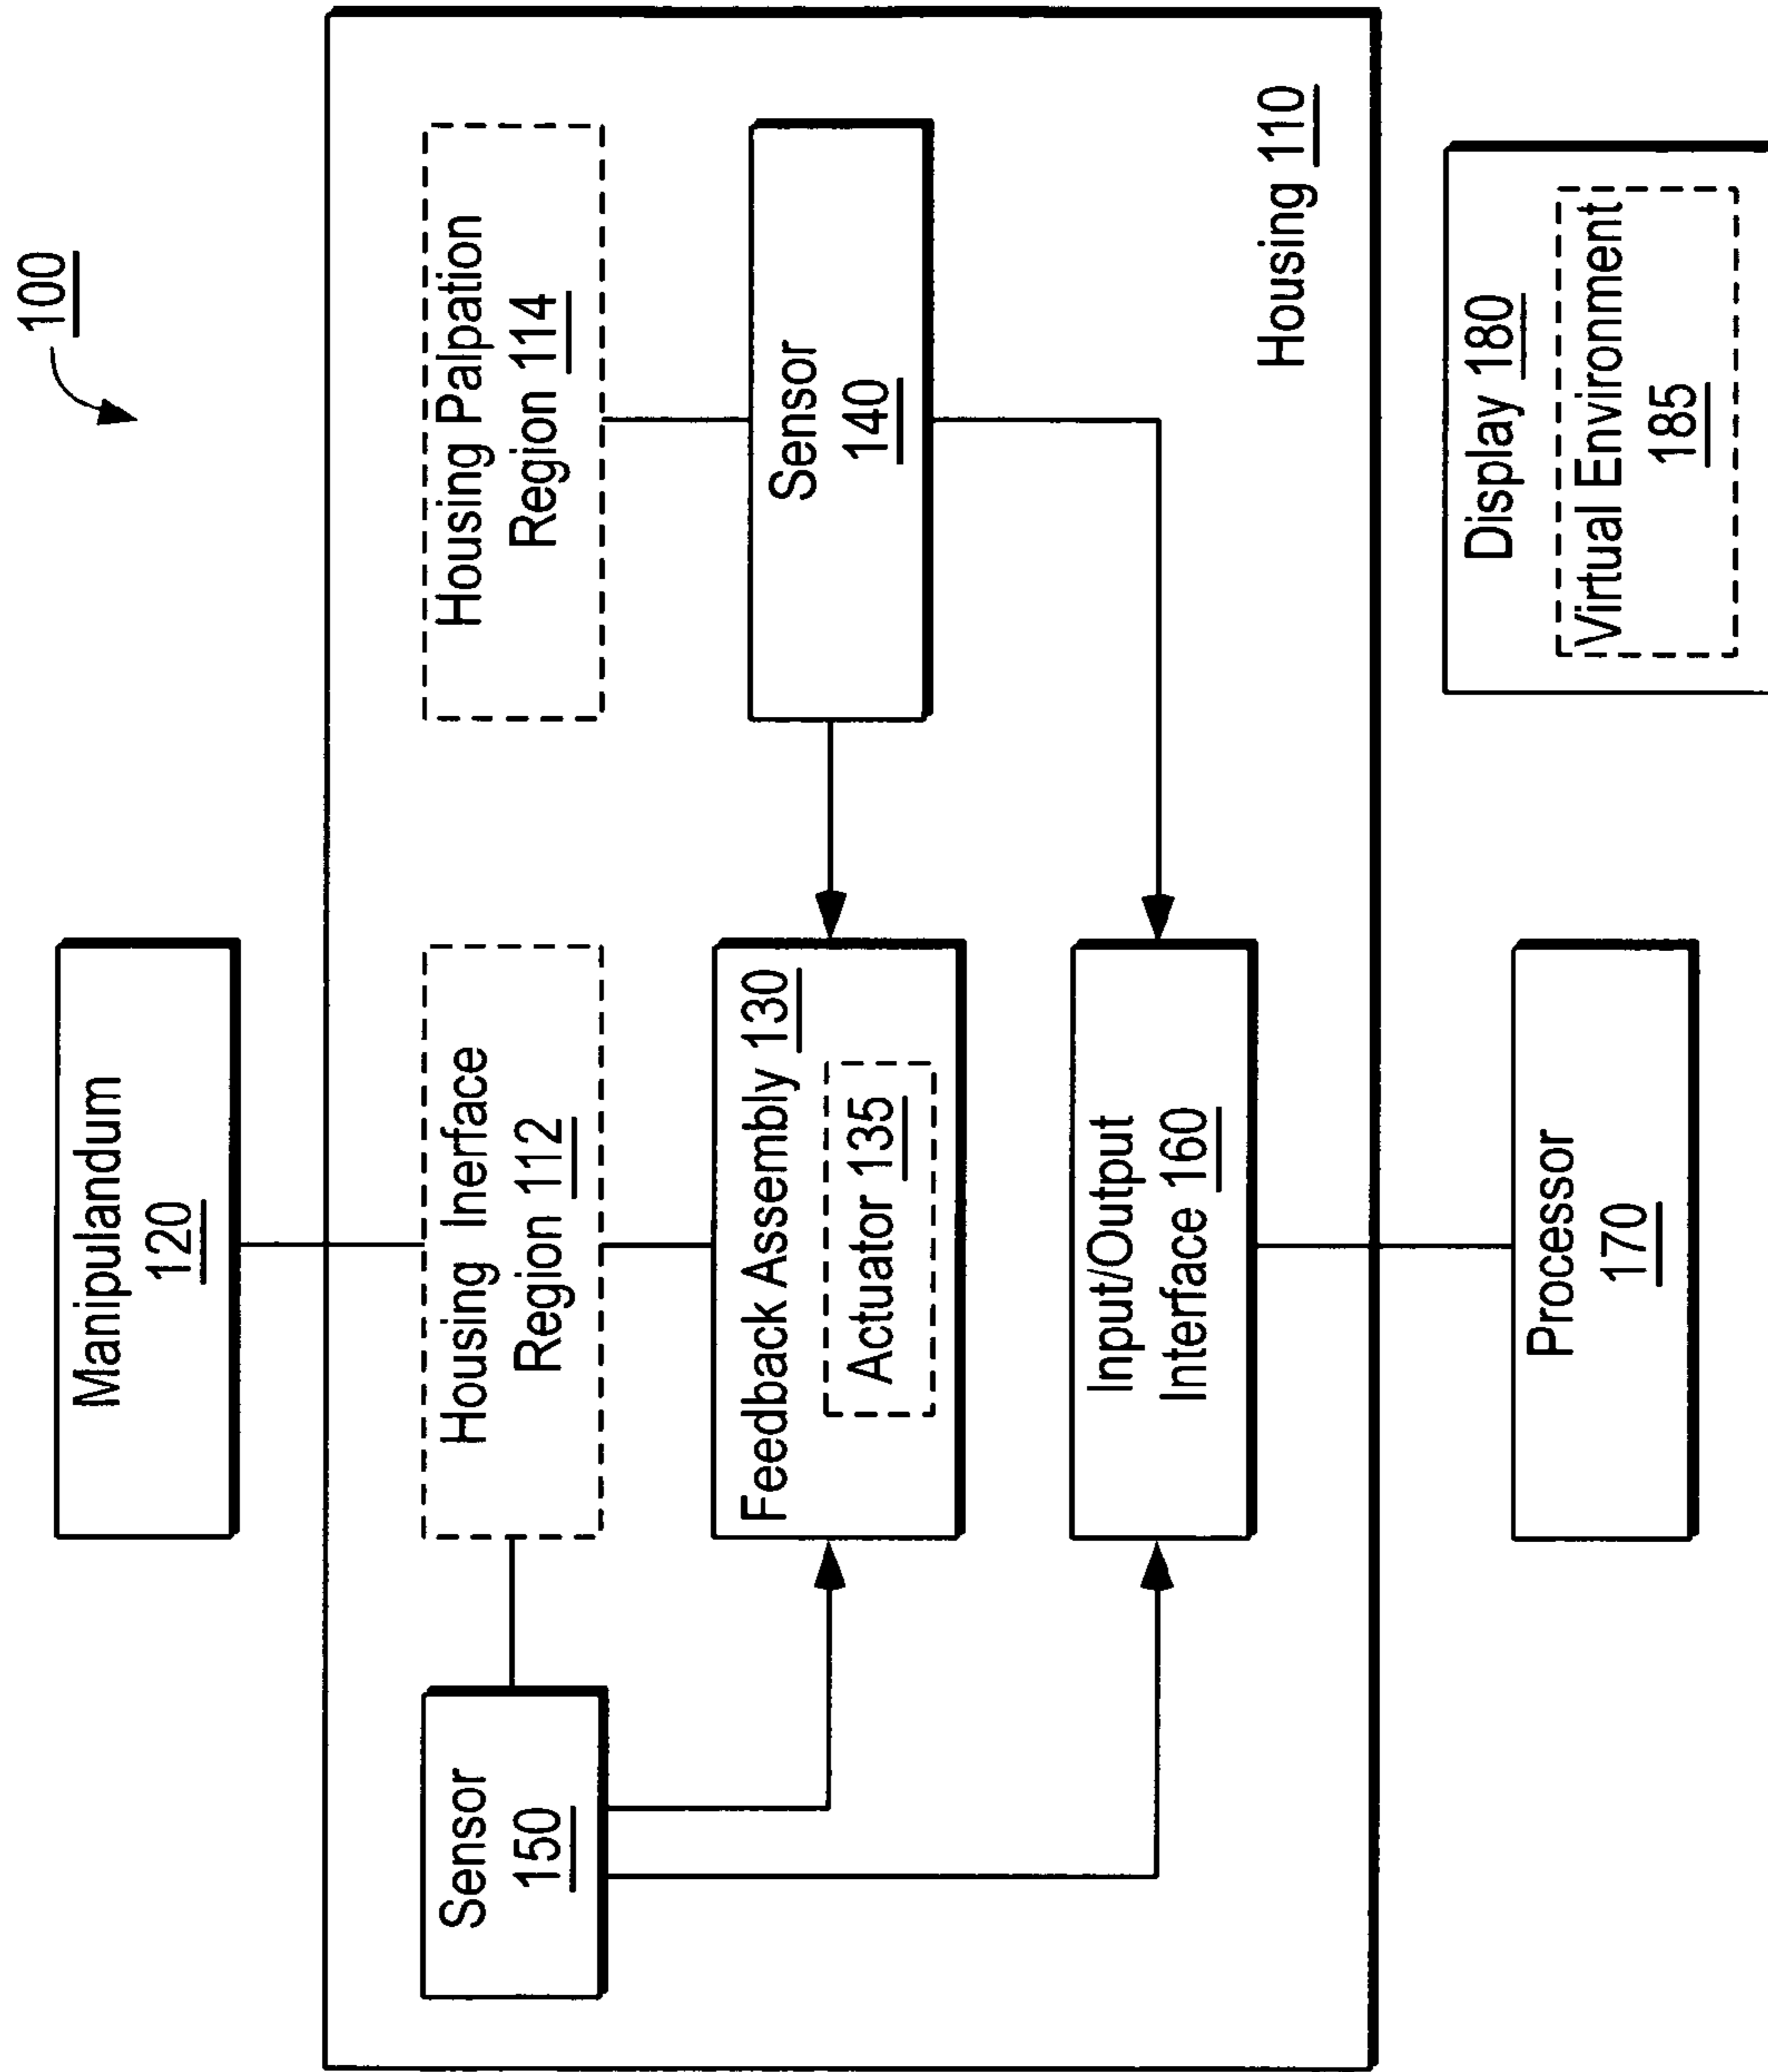 100
Manipulandum
120
Sensor
150
Housing Inerface
Region 112
Housing Palpation
Region 114
Feedback Assembly 130
Actuator 135
Sensor
140
Input/Output
Interface 160
Housing 110
Processor
170
Display 180
Virtual Environment
185